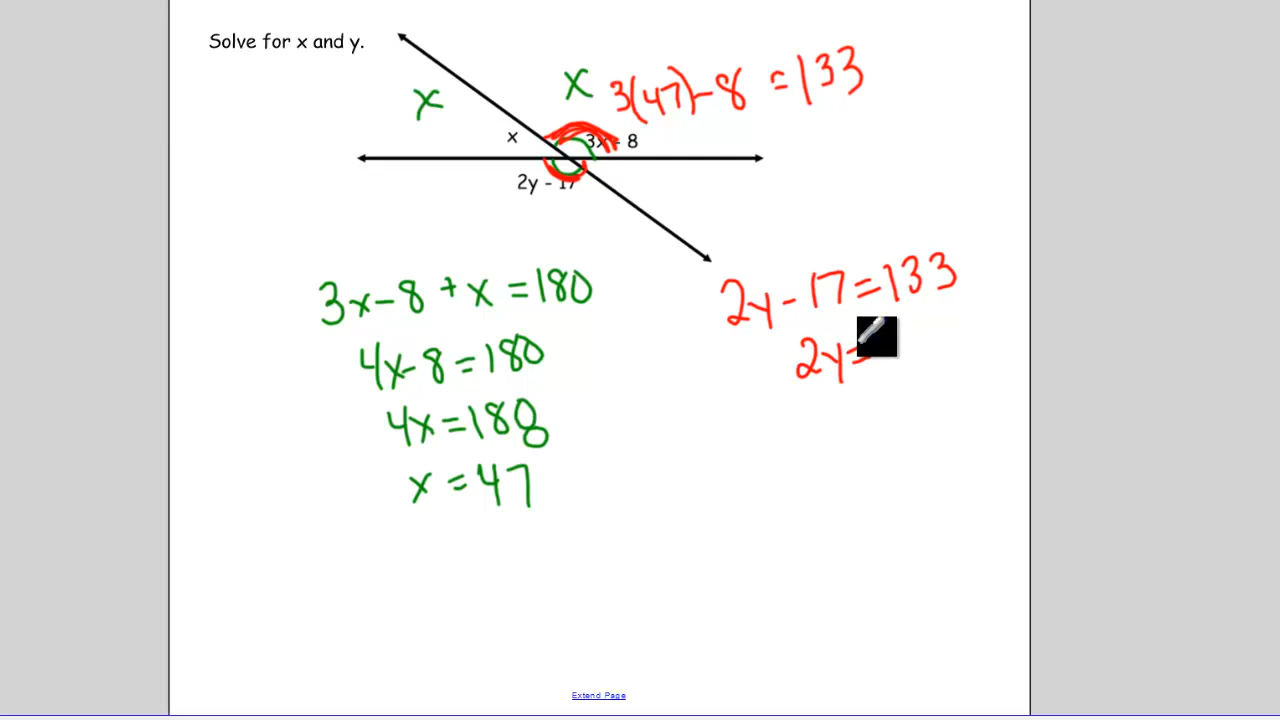 Solve for x and y.
x
x
3(47)-8 = 133
x
3x - 8
2y - 17
3x-8 + x = 180
4x-8 = 180
4x = 188
x = 47
2y - 17 = 133
2y =
Extend Page